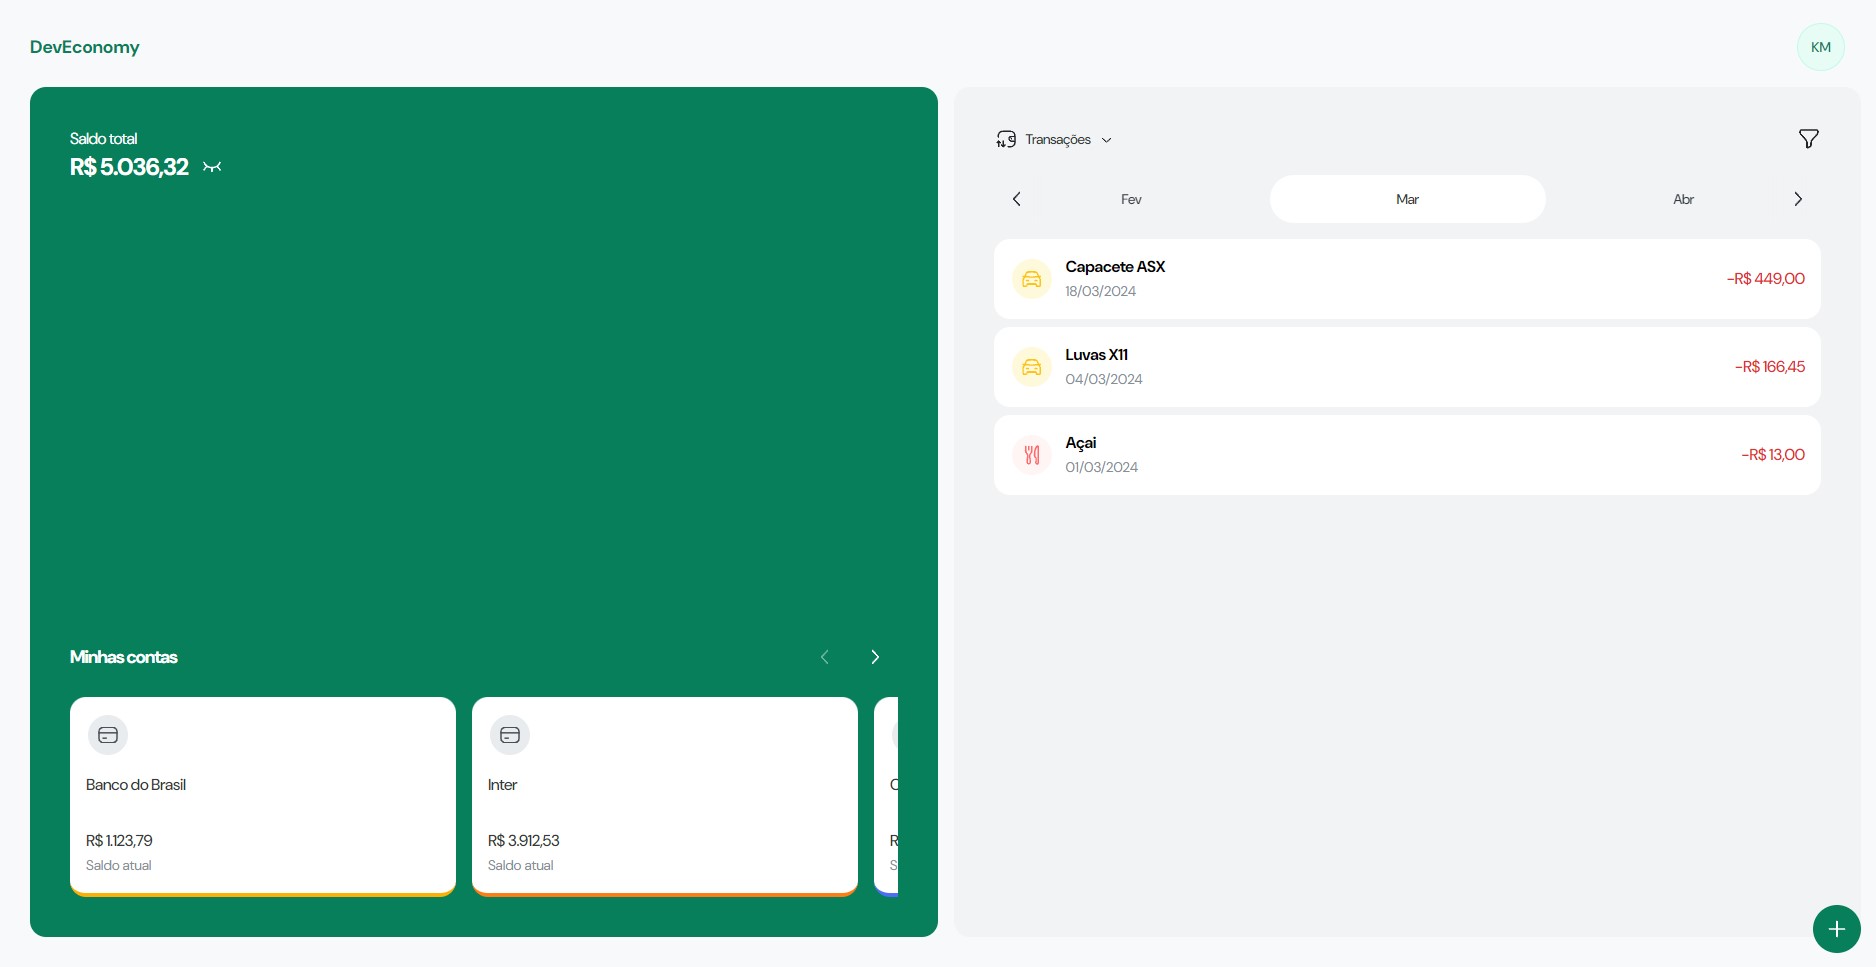 DevEconomy
KM
Saldo total
R$ 5.036,32
Minhas contas
Banco do Brasil
R$ 1.123,79
Saldo atual
Inter
R$ 3.912,53
Saldo atual
Transações
Fev
Mar
Abr
Capacete ASX
18/03/2024
-R$ 449,00
Luvas X11
04/03/2024
-R$ 166,45
Açai
01/03/2024
-R$ 13,00